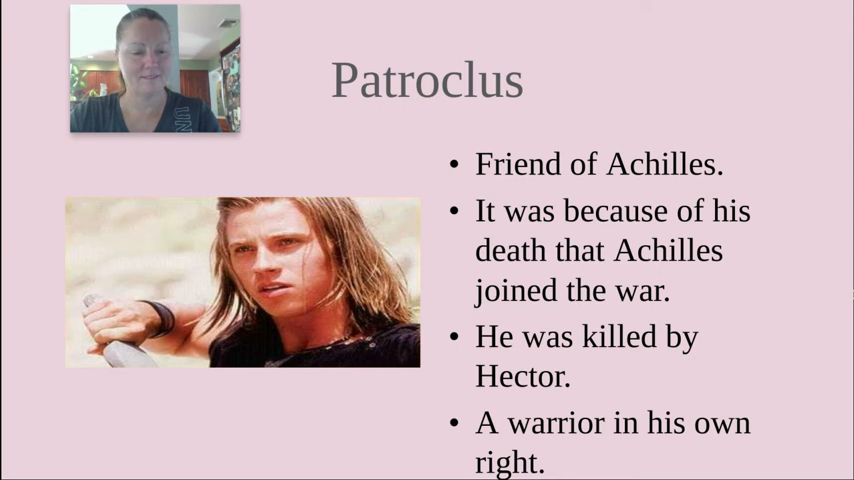 Patroclus
• Friend of Achilles.
• It was because of his
death that Achilles
joined the war.
• He was killed by
Hector.
• A warrior in his own
right.
UN